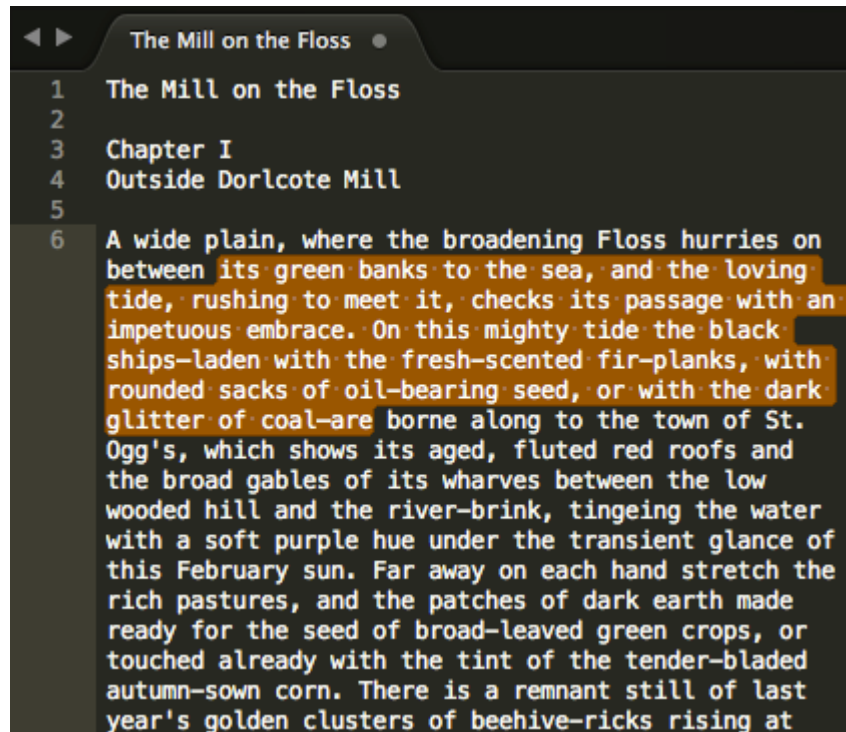 The Mill on the Floss
1 The Mill on the Floss
2
3 Chapter I
4 Outside Dorlcote Mill
5
6 A wide plain, where the broadening Floss hurries on
between its green banks to the sea, and the loving
tide, rushing to meet it, checks its passage with an
impetuous embrace. On this mighty tide the black
ships—laden with the fresh-scented fir-planks, with
rounded sacks of oil-bearing seed, or with the dark
glitter of coal—are borne along to the town of St.
Ogg's, which shows its aged, fluted red roofs and
the broad gables of its wharves between the low
wooded hill and the river-brink, tingeing the water
with a soft purple hue under the transient glance of
this February sun. Far away on each hand stretch the
rich pastures, and the patches of dark earth made
ready for the seed of broad-leaved green crops, or
touched already with the tint of the tender-bladed
autumn-sown corn. There is a remnant still of last
year's golden clusters of beehive-ricks rising at